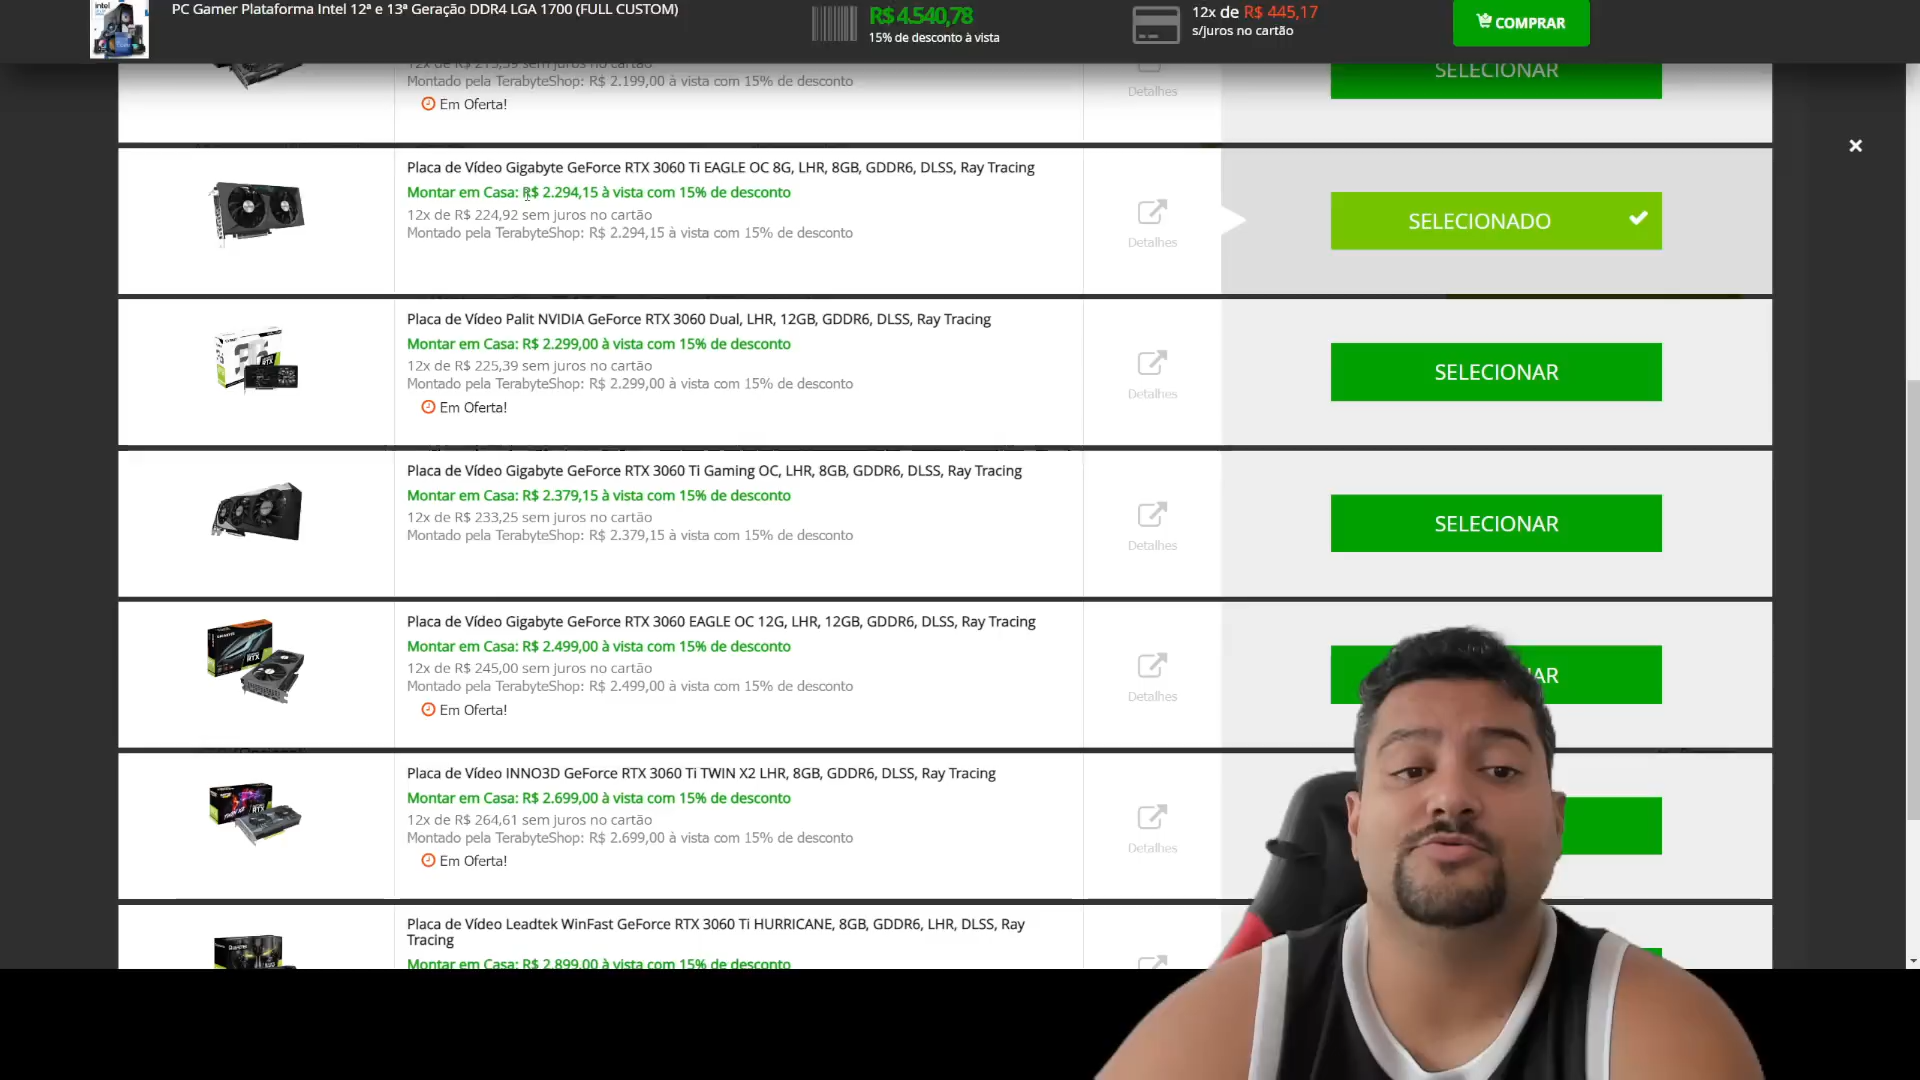 PC Gamer Plataforma Intel 12ª e 13ª Geração DDR4 LGA 1700 (FULL CUSTOM)
R$ 4.540,78
15% de desconto à vista
12x de R$ 445,17
s/juros no cartão
COMPRAR
12x de R$ 215,59 sem juros no cartão
Montado pela TerabyteShop: R$ 2.199,00 à vista com 15% de desconto
Em Oferta!
Detalhes
SELECIONAR
Placa de Vídeo Gigabyte GeForce RTX 3060 Ti EAGLE OC 8G, LHR, 8GB, GDDR6, DLSS, Ray Tracing
Montar em Casa: R$ 2.294,15 à vista com 15% de desconto
12x de R$ 224,92 sem juros no cartão
Montado pela TerabyteShop: R$ 2.294,15 à vista com 15% de desconto
Detalhes
SELECIONADO
Placa de Vídeo Palit NVIDIA GeForce RTX 3060 Dual, LHR, 12GB, GDDR6, DLSS, Ray Tracing
Montar em Casa: R$ 2.299,00 à vista com 15% de desconto
12x de R$ 225,39 sem juros no cartão
Montado pela TerabyteShop: R$ 2.299,00 à vista com 15% de desconto
Em Oferta!
Detalhes
SELECIONAR
Placa de Vídeo Gigabyte GeForce RTX 3060 Ti Gaming OC, LHR, 8GB, GDDR6, DLSS, Ray Tracing
Montar em Casa: R$ 2.379,15 à vista com 15% de desconto
12x de R$ 233,25 sem juros no cartão
Montado pela TerabyteShop: R$ 2.379,15 à vista com 15% de desconto
Detalhes
SELECIONAR
Placa de Vídeo Gigabyte GeForce RTX 3060 EAGLE OC 12G, LHR, 12GB, GDDR6, DLSS, Ray Tracing
Montar em Casa: R$ 2.499,00 à vista com 15% de desconto
12x de R$ 245,00 sem juros no cartão
Montado pela TerabyteShop: R$ 2.499,00 à vista com 15% de desconto
Em Oferta!
Detalhes
AR
Placa de Vídeo INNO3D GeForce RTX 3060 Ti TWIN X2 LHR, 8GB, GDDR6, DLSS, Ray Tracing
Montar em Casa: R$ 2.699,00 à vista com 15% de desconto
12x de R$ 264,61 sem juros no cartão
Montado pela TerabyteShop: R$ 2.699,00 à vista com 15% de desconto
Em Oferta!
Detalhes
Placa de Vídeo Leadtek WinFast GeForce RTX 3060 Ti HURRICANE, 8GB, GDDR6, LHR, DLSS, Ray
Tracing
Montar em Casa: R$ 2.899,00 à vista com 15% de desconto